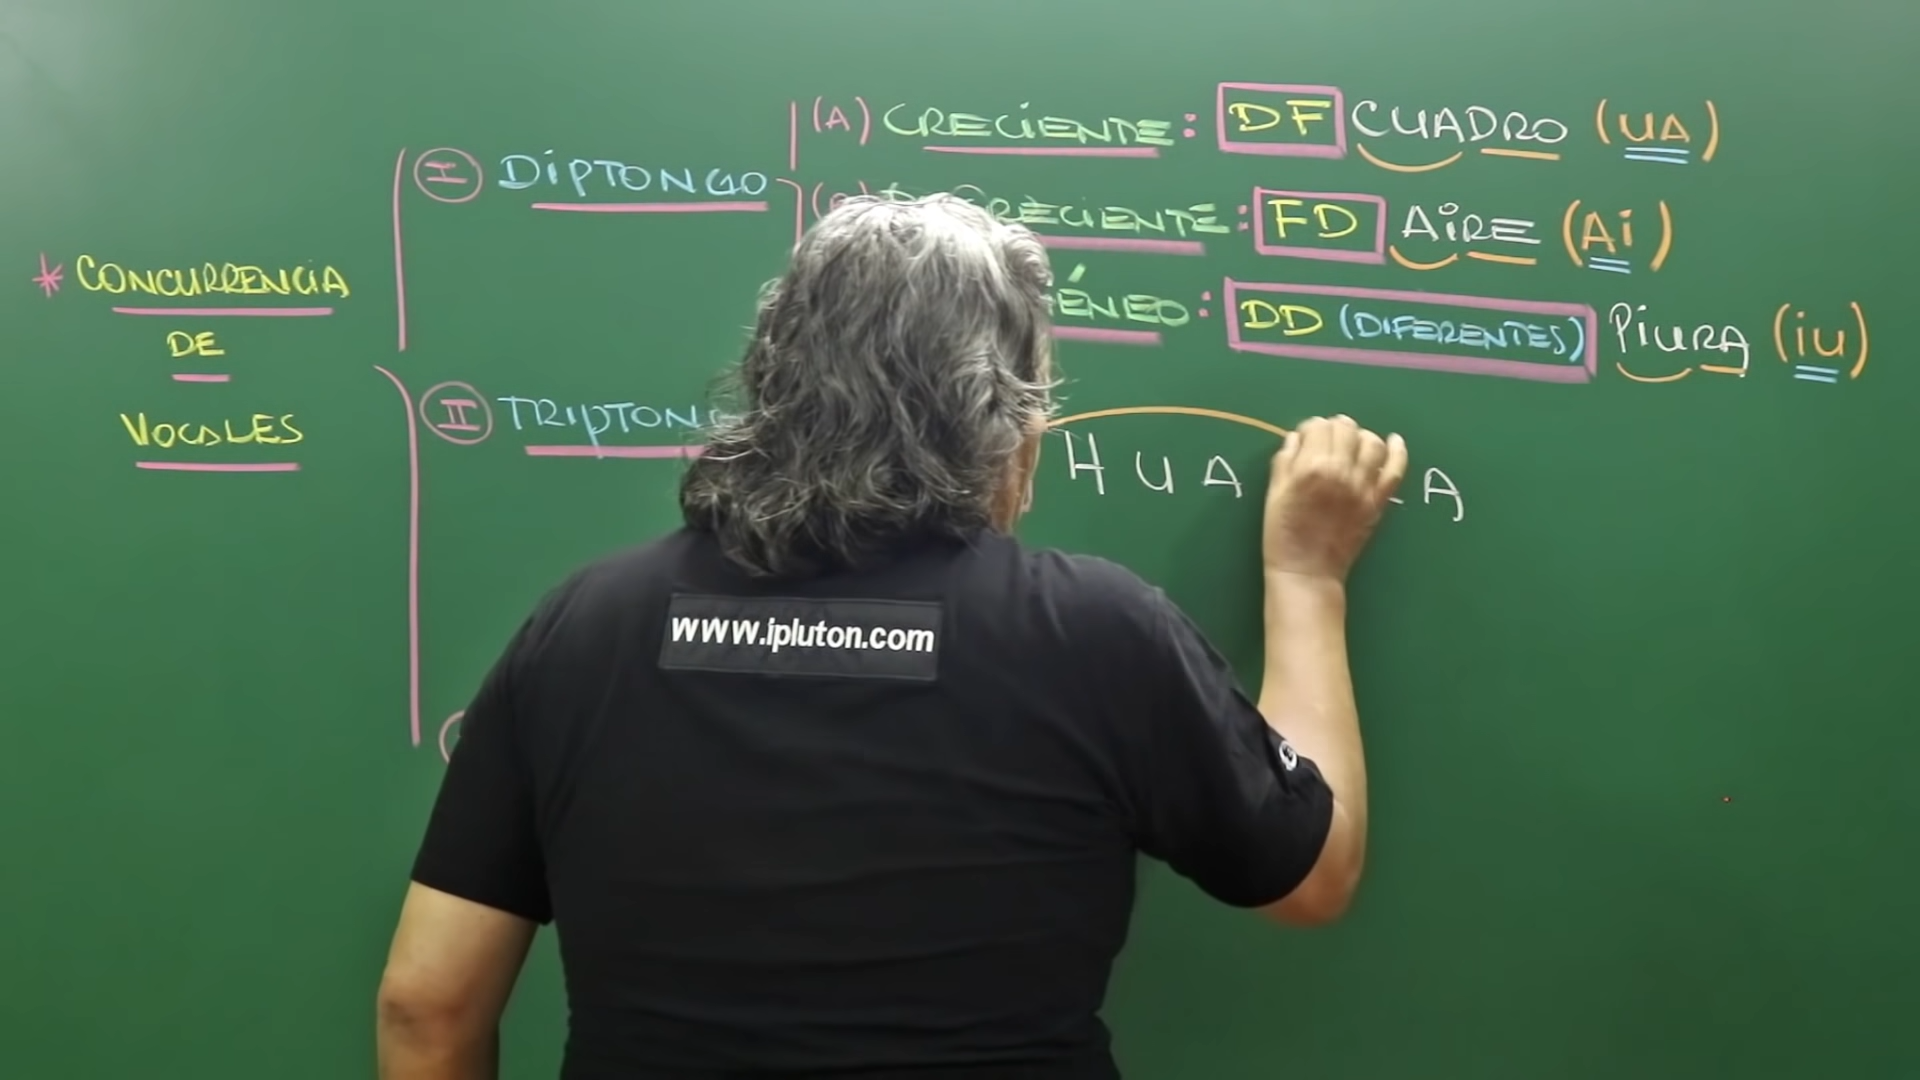 (A) CRECIENTE: DF CUADRO (UA)
I DIPTONGO
RECIENTE: FD AIRE (Ai)
* CONCURRENCIA
DE
VOCALES
ÉNEO: DD (DIFERENTES) PIURA (iu)
II TRIPTONG
HUA A
www.ipluton.com